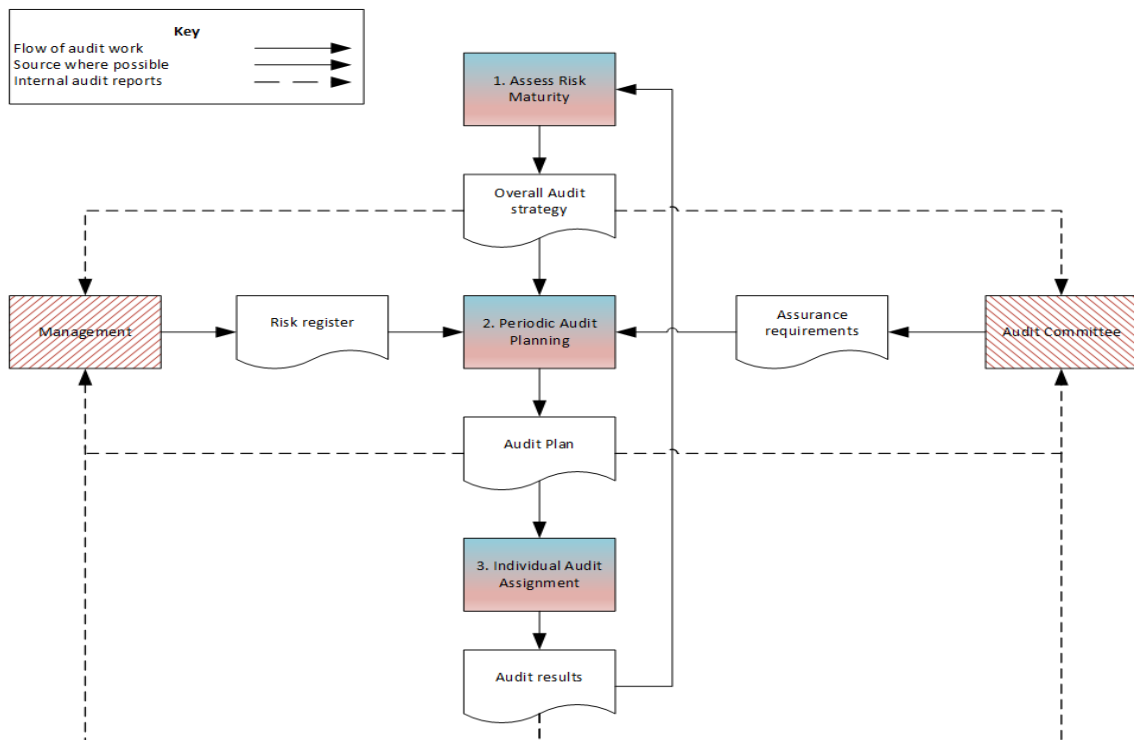 Key
Flow of audit work
Source where possible
Internal audit reports
1. Assess Risk
Maturity
Overall Audit
strategy
Management
Risk register
2. Periodic Audit
Planning
Assurance
requirements
Audit Committee
Audit Plan
3. Individual Audit
Assignment
Audit results